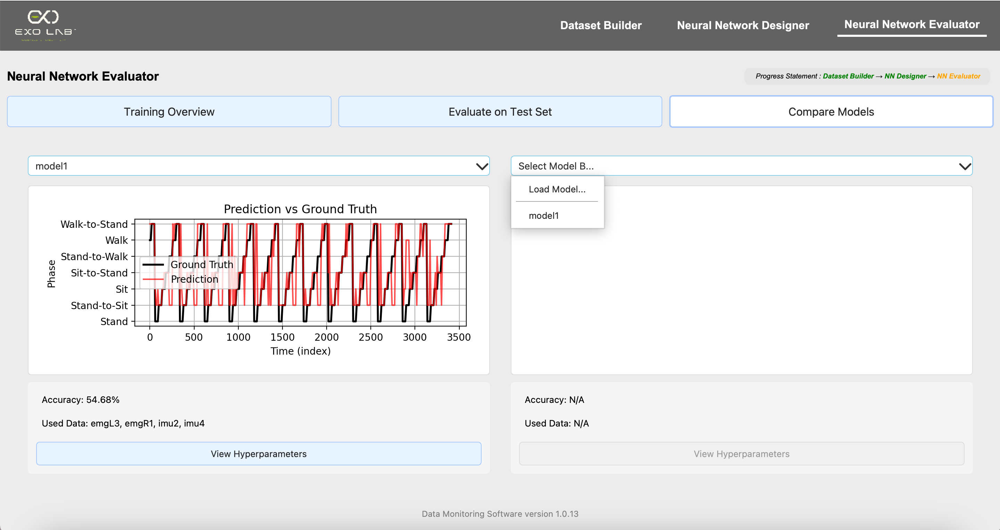 EXO LAB
Dataset Builder
Neural Network Designer
Neural Network Evaluator
Neural Network Evaluator
Progress Statement : Dataset Builder → NN Designer → NN Evaluator
Training Overview
Evaluate on Test Set
Compare Models
model1
Select Model B...
Load Model...
model1
Prediction vs Ground Truth
Walk-to-Stand
Walk
Stand-to-Walk
Sit-to-Stand
Sit
Stand-to-Sit
Stand
Phase
Ground Truth
Prediction
0 500 1000 1500 2000 2500 3000 3500
Time (index)
Accuracy: 54.68%
Used Data: emgL3, emgR1, imu2, imu4
View Hyperparameters
Accuracy: N/A
Used Data: N/A
View Hyperparameters
Data Monitoring Software version 1.0.13